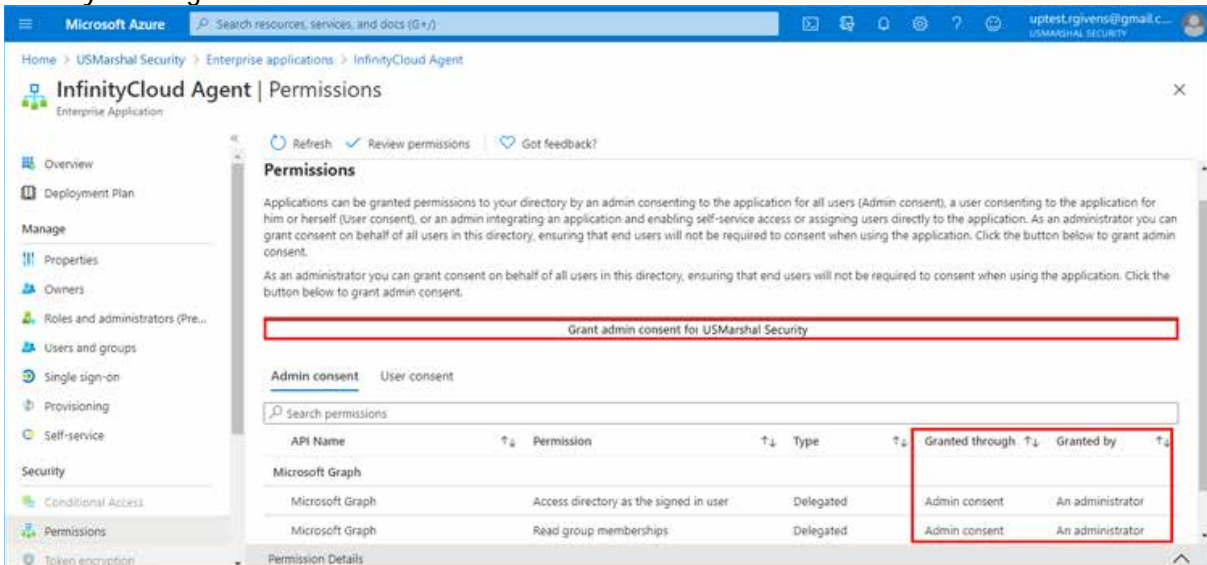 Microsoft Azure
Search resources, services, and docs (G+/)
uptest.rgivens@gmail.c...
USMARSHAL SECURITY
Home > USMarshal Security > Enterprise applications > InfinityCloud Agent
InfinityCloud Agent | Permissions
Enterprise Application
Refresh Review permissions Got feedback?
Overview
Deployment Plan
Manage
Properties
Owners
Roles and administrators (Pre...
Users and groups
Single sign-on
Provisioning
Self-service
Security
Conditional Access
Permissions
Token encryption
Permissions
Applications can be granted permissions to your directory by an admin consenting to the application for all users (Admin consent), a user consenting to the application for
him or herself (User consent), or an admin integrating an application and enabling self-service access or assigning users directly to the application. As an administrator you can
grant consent on behalf of all users in this directory, ensuring that end users will not be required to consent when using the application. Click the button below to grant admin
consent.
As an administrator you can grant consent on behalf of all users in this directory, ensuring that end users will not be required to consent when using the application. Click the
button below to grant admin consent.
Grant admin consent for USMarshal Security
Admin consent User consent
Search permissions
API Name Permission Type Granted through Granted by
Microsoft Graph
Microsoft Graph Access directory as the signed in user Delegated Admin consent An administrator
Microsoft Graph Read group memberships Delegated Admin consent An administrator
Permission Details